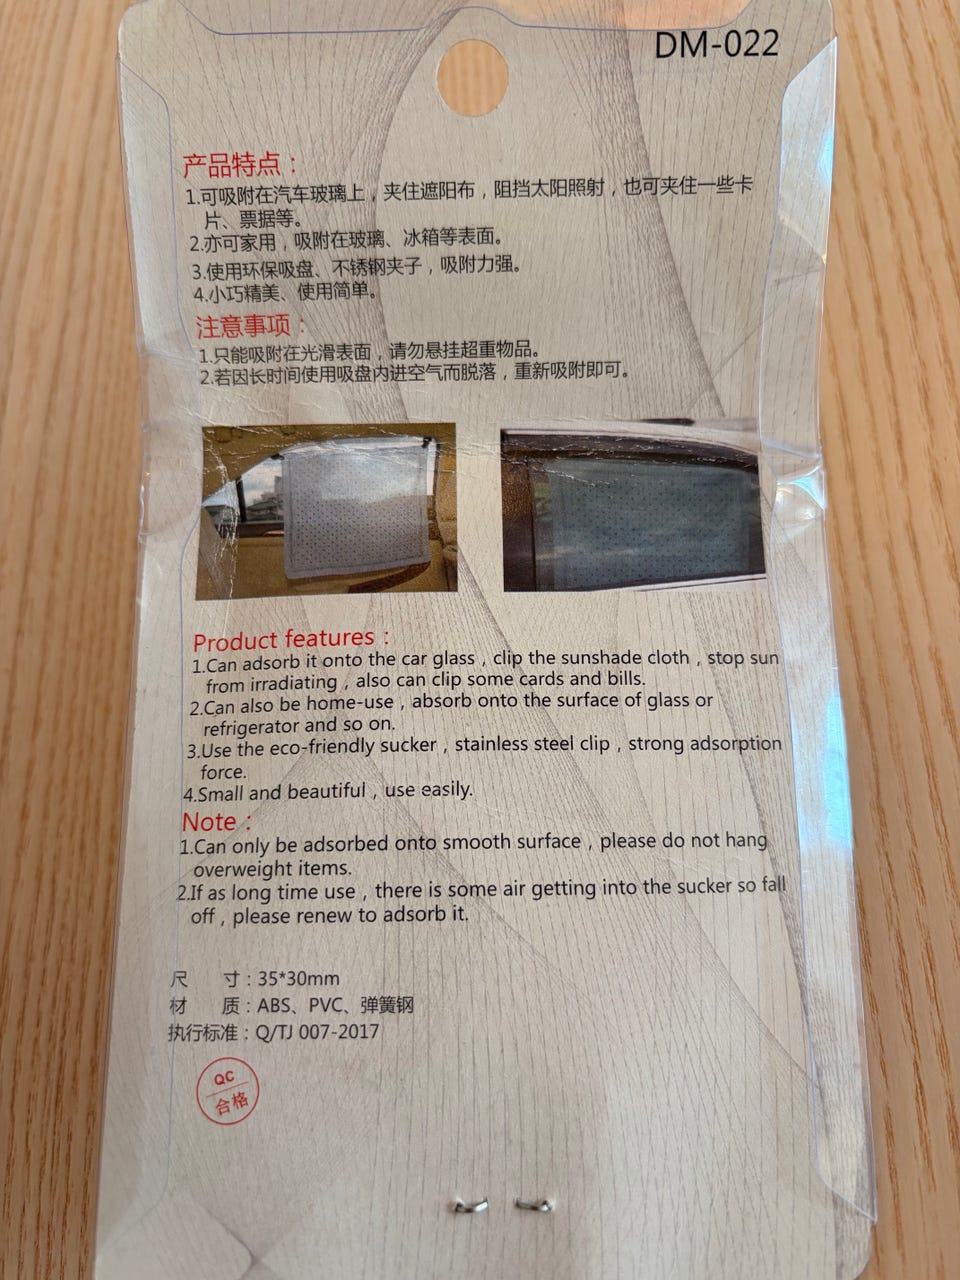 DM-022
产品特点：
1.可吸附在汽车玻璃上，夹住遮阳布，阻挡太阳照射，也可夹住一些卡
片、票据等。
2.亦可家用，吸附在玻璃、冰箱等表面。
3.使用环保吸盘、不锈钢夹子，吸附力强。
4.小巧精美、使用简单。
注意事项：
1.只能吸附在光滑表面，请勿悬挂超重物品。
2.若因长时间使用吸盘内进空气而脱落，重新吸附即可。
Product features：
1.Can adsorb it onto the car glass，clip the sunshade cloth，stop sun
from irradiating，also can clip some cards and bills.
2.Can also be home-use，absorb onto the surface of glass or
refrigerator and so on.
3.Use the eco-friendly sucker，stainless steel clip，strong adsorption
force.
4.Small and beautiful，use easily.
Note：
1.Can only be adsorbed onto smooth surface，please do not hang
overweight items.
2.If as long time use，there is some air getting into the sucker so fall
off，please renew to adsorb it.
尺 寸：35*30mm
材 质：ABS、PVC、弹簧钢
执行标准：Q/TJ 007-2017
QC
合格